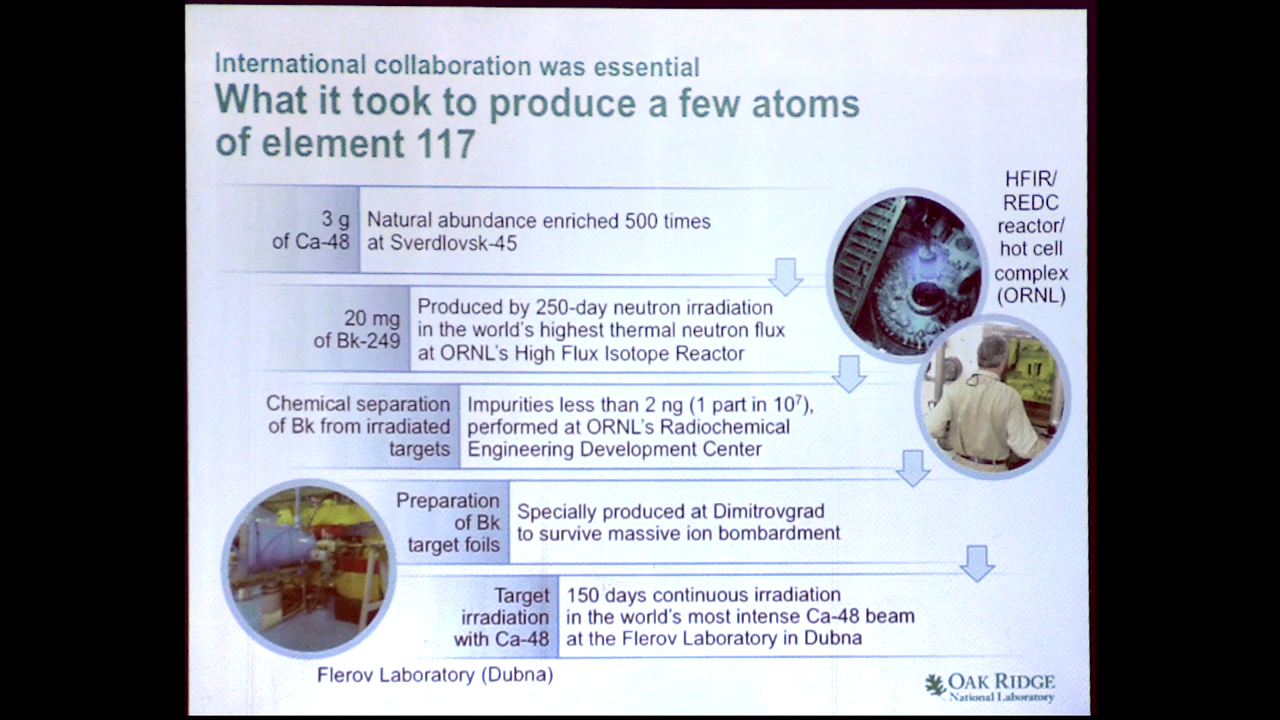 International collaboration was essential
What it took to produce a few atoms
of element 117
HFIR/
REDC
reactor/
hot cell
complex
(ORNL)
3 g
of Ca-48
Natural abundance enriched 500 times
at Sverdlovsk-45
20 mg
of Bk-249
Produced by 250-day neutron irradiation
in the world's highest thermal neutron flux
at ORNL's High Flux Isotope Reactor
Chemical separation
of Bk from irradiated
targets
Impurities less than 2 ng (1 part in 10⁷),
performed at ORNL's Radiochemical
Engineering Development Center
Preparation
of Bk
target foils
Specially produced at Dimitrovgrad
to survive massive ion bombardment
Target
irradiation
with Ca-48
150 days continuous irradiation
in the world's most intense Ca-48 beam
at the Flerov Laboratory in Dubna
Flerov Laboratory (Dubna)
OAK RIDGE
National Laboratory